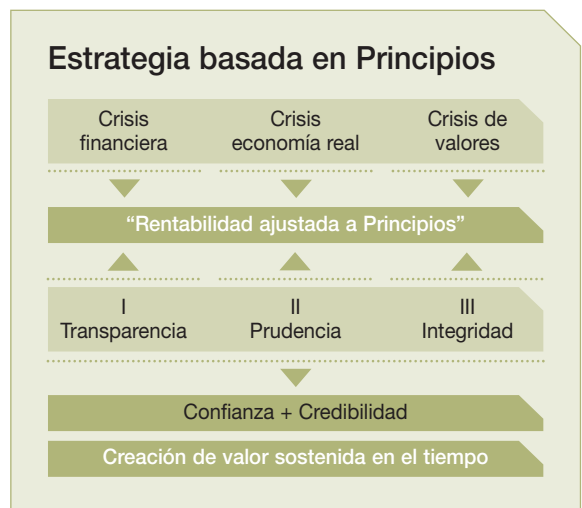 Estrategia basada en Principios
Crisis
financiera
Crisis
economía real
Crisis de
valores
“Rentabilidad ajustada a Principios”
I
Transparencia
II
Prudencia
III
Integridad
Confianza + Credibilidad
Creación de valor sostenida en el tiempo